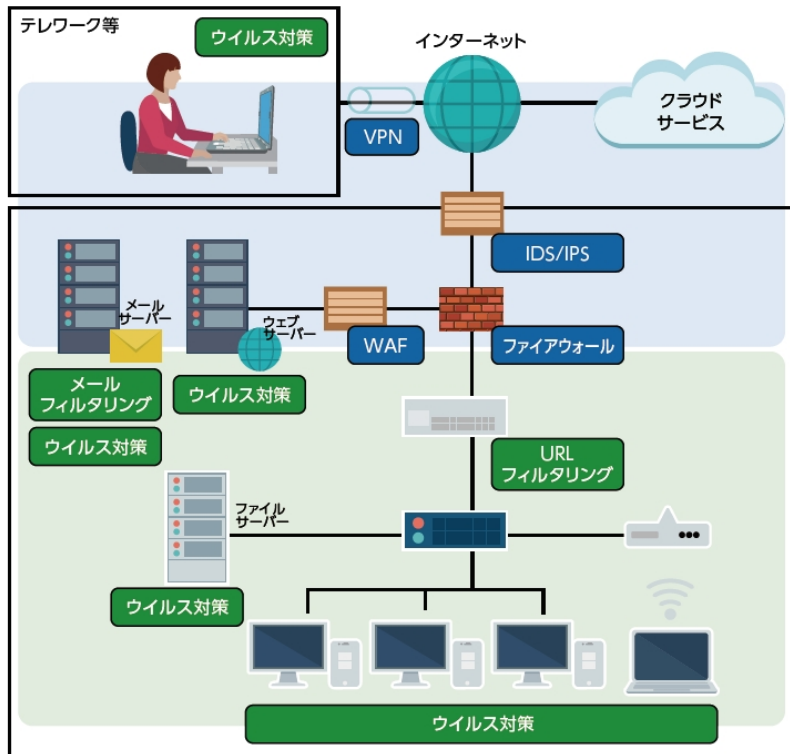 テレワーク等
ウイルス対策
インターネット
クラウド
サービス
VPN
IDS/IPS
メール
サーバー
ウェブ
サーバー
WAF
ファイアウォール
メール
フィルタリング
ウイルス対策
ウイルス対策
URL
フィルタリング
ファイル
サーバー
ウイルス対策
ウイルス対策